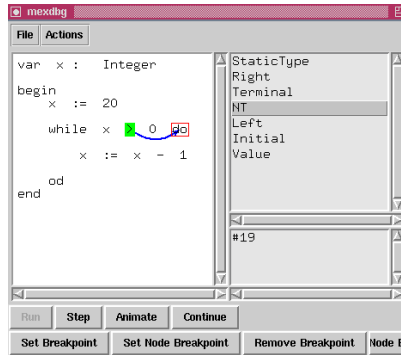 mexdbg
File Actions
var x : Integer
begin
x := 20
while x > 0 do
x := x - 1
od
end
StaticType
Right
Terminal
NT
Left
Initial
Value
#19
Run Step Animate Continue
Set Breakpoint Set Node Breakpoint Remove Breakpoint Node